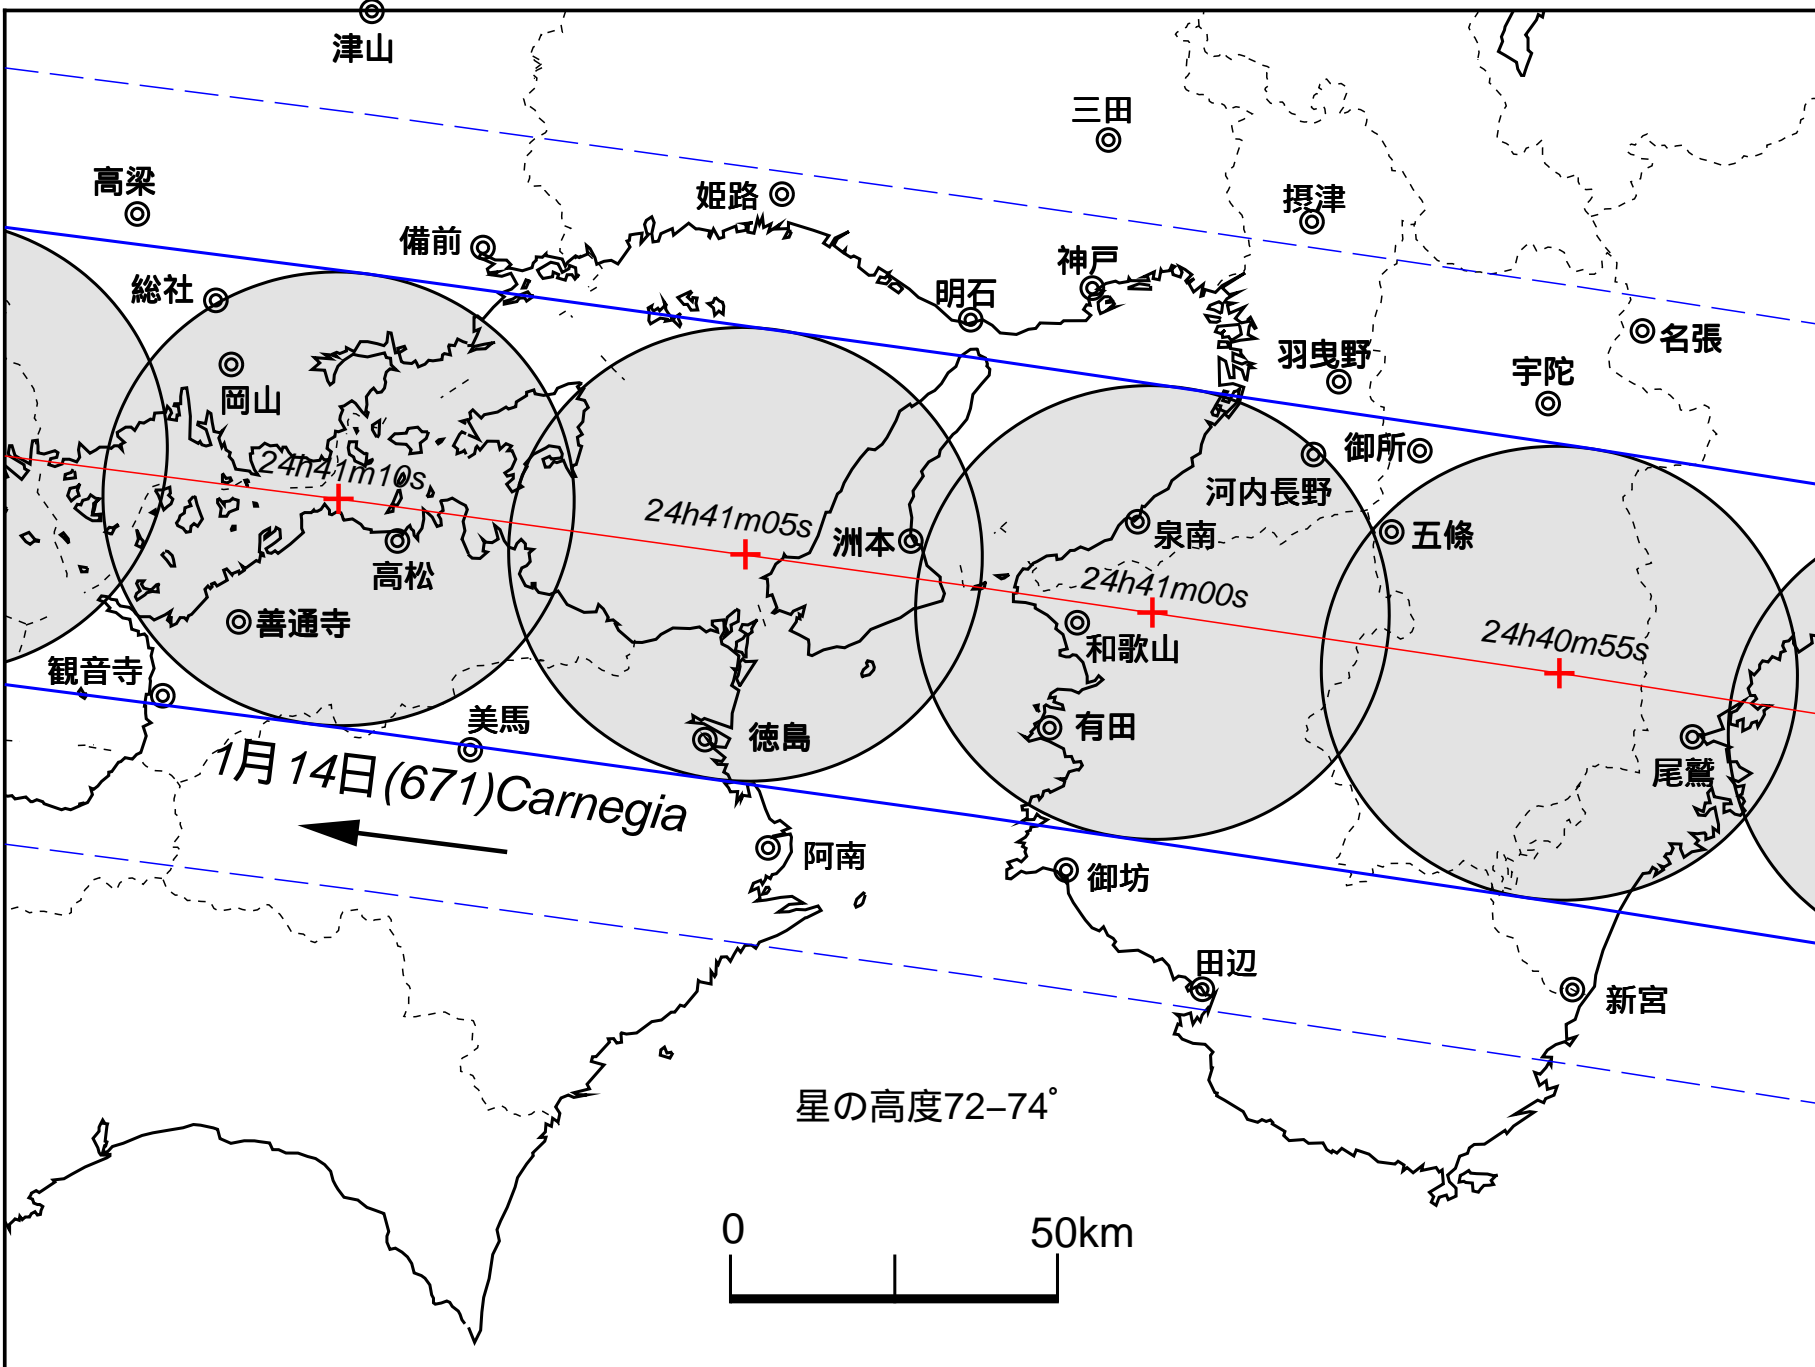 津山
三田
高梁
姫路
摂津
備前
神戸
総社
明石
名張
羽曳野
宇陀
岡山
御所
24h41m10s
河内長野
24h41m05s
泉南
五條
洲本
高松
24h41m00s
善通寺
和歌山
24h40m55s
観音寺
美馬
有田
徳島
尾鷲
1月14日(671)Carnegia
阿南
御坊
田辺
新宮
星の高度72–74°
0
50km